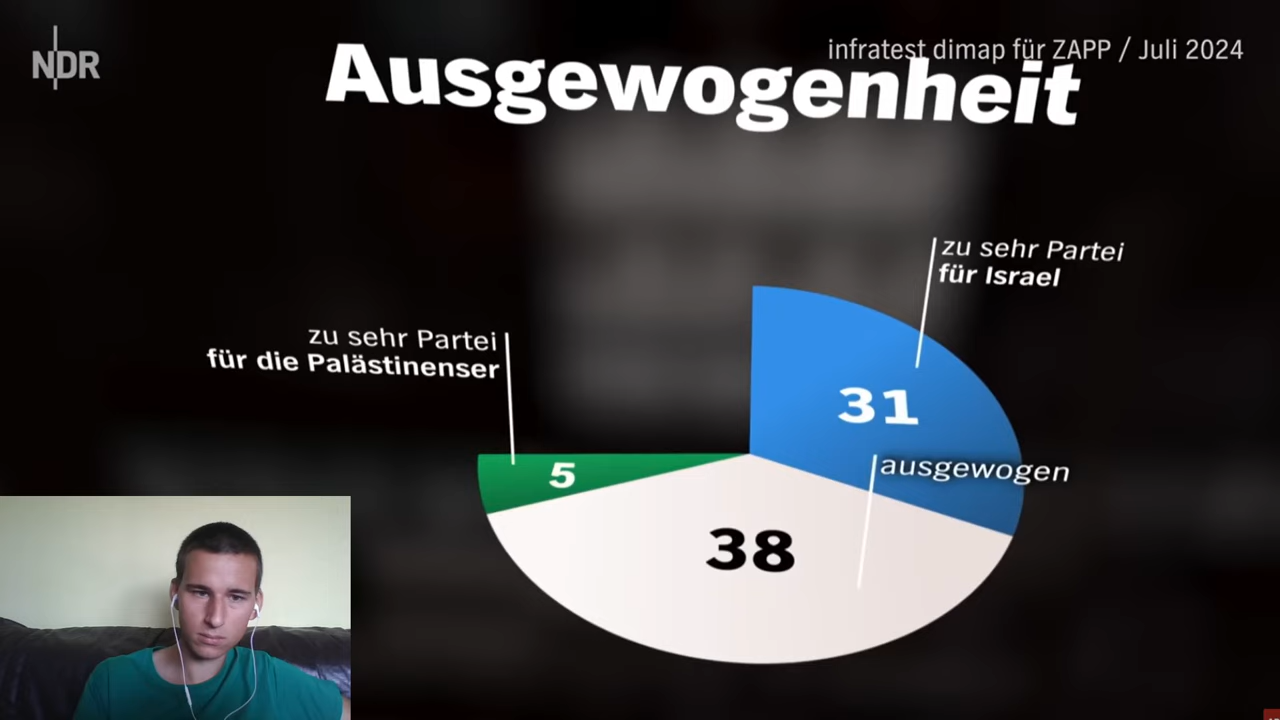 NDR
infratest dimap für ZAPP / Juli 2024
Ausgewogenheit
zu sehr Partei
für Israel
zu sehr Partei
für die Palästinenser
31
ausgewogen
5
38